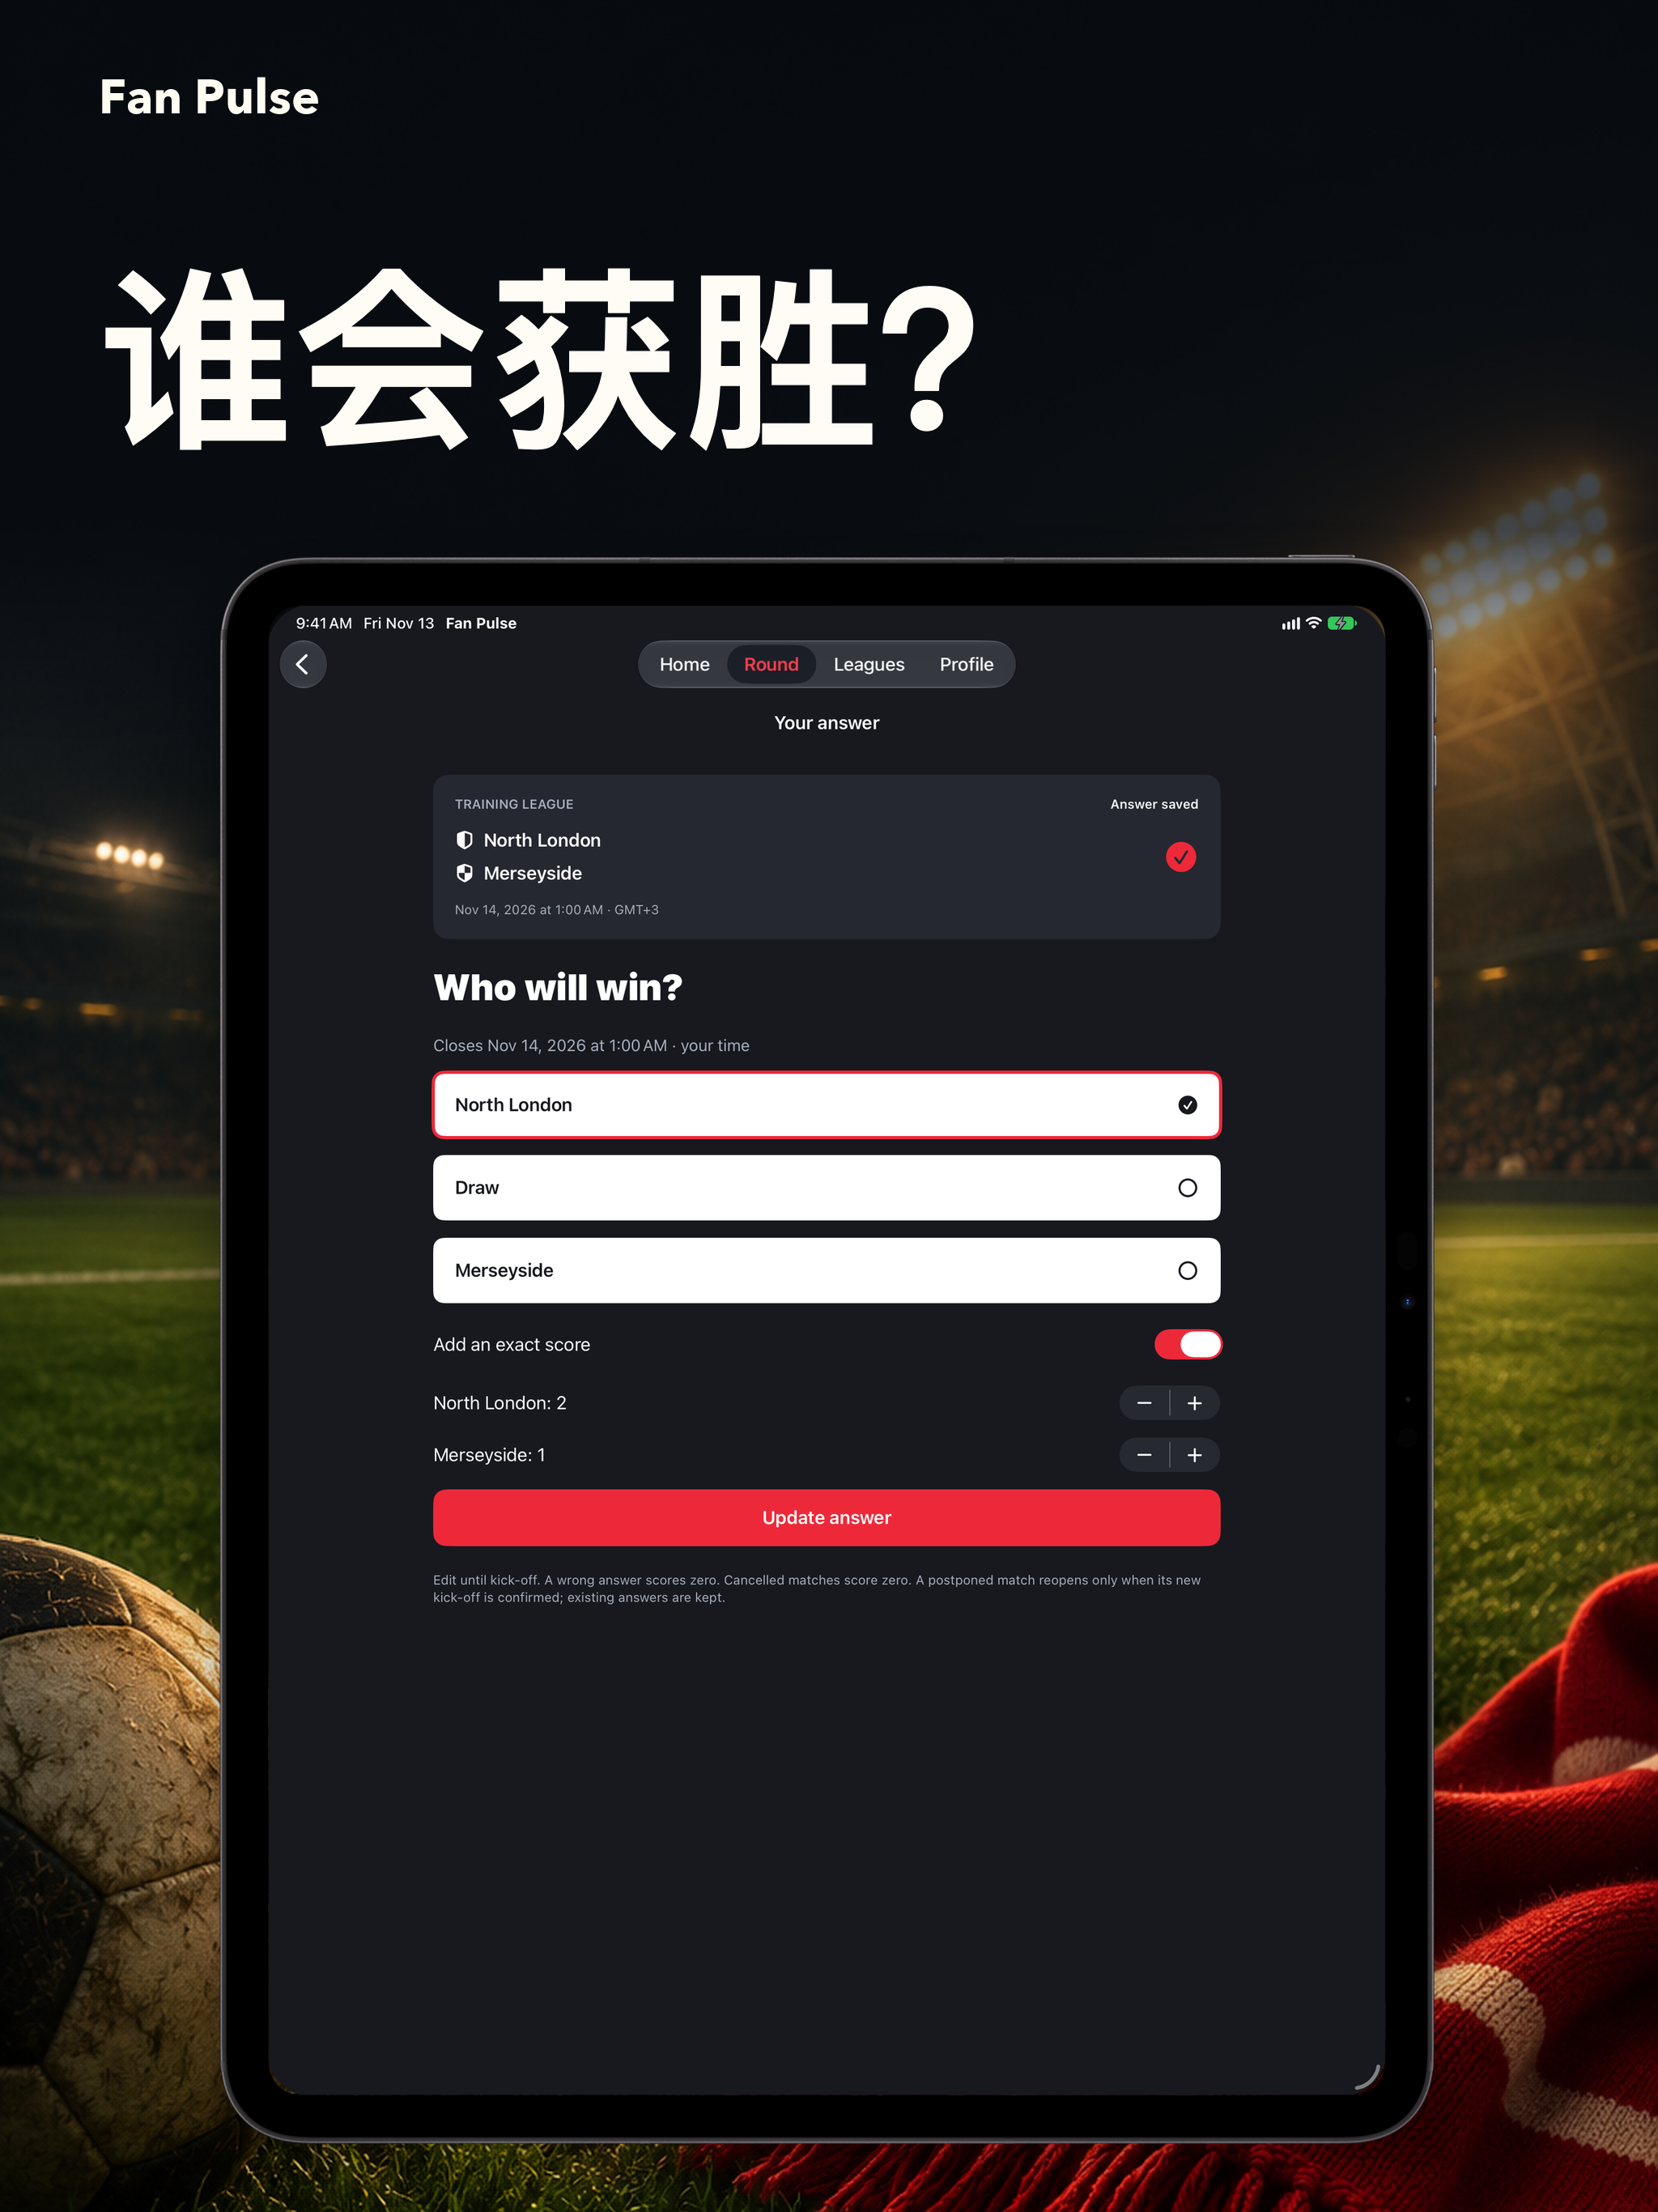 Fan Pulse
谁会获胜？
9:41 AM Fri Nov 13 Fan Pulse
Home Round Leagues Profile
Your answer
TRAINING LEAGUE Answer saved
North London
Merseyside
Nov 14, 2026 at 1:00 AM · GMT+3
Who will win?
Closes Nov 14, 2026 at 1:00 AM · your time
North London
Draw
Merseyside
Add an exact score
North London: 2
Merseyside: 1
Update answer
Edit until kick-off. A wrong answer scores zero. Cancelled matches score zero. A postponed match reopens only when its new
kick-off is confirmed; existing answers are kept.